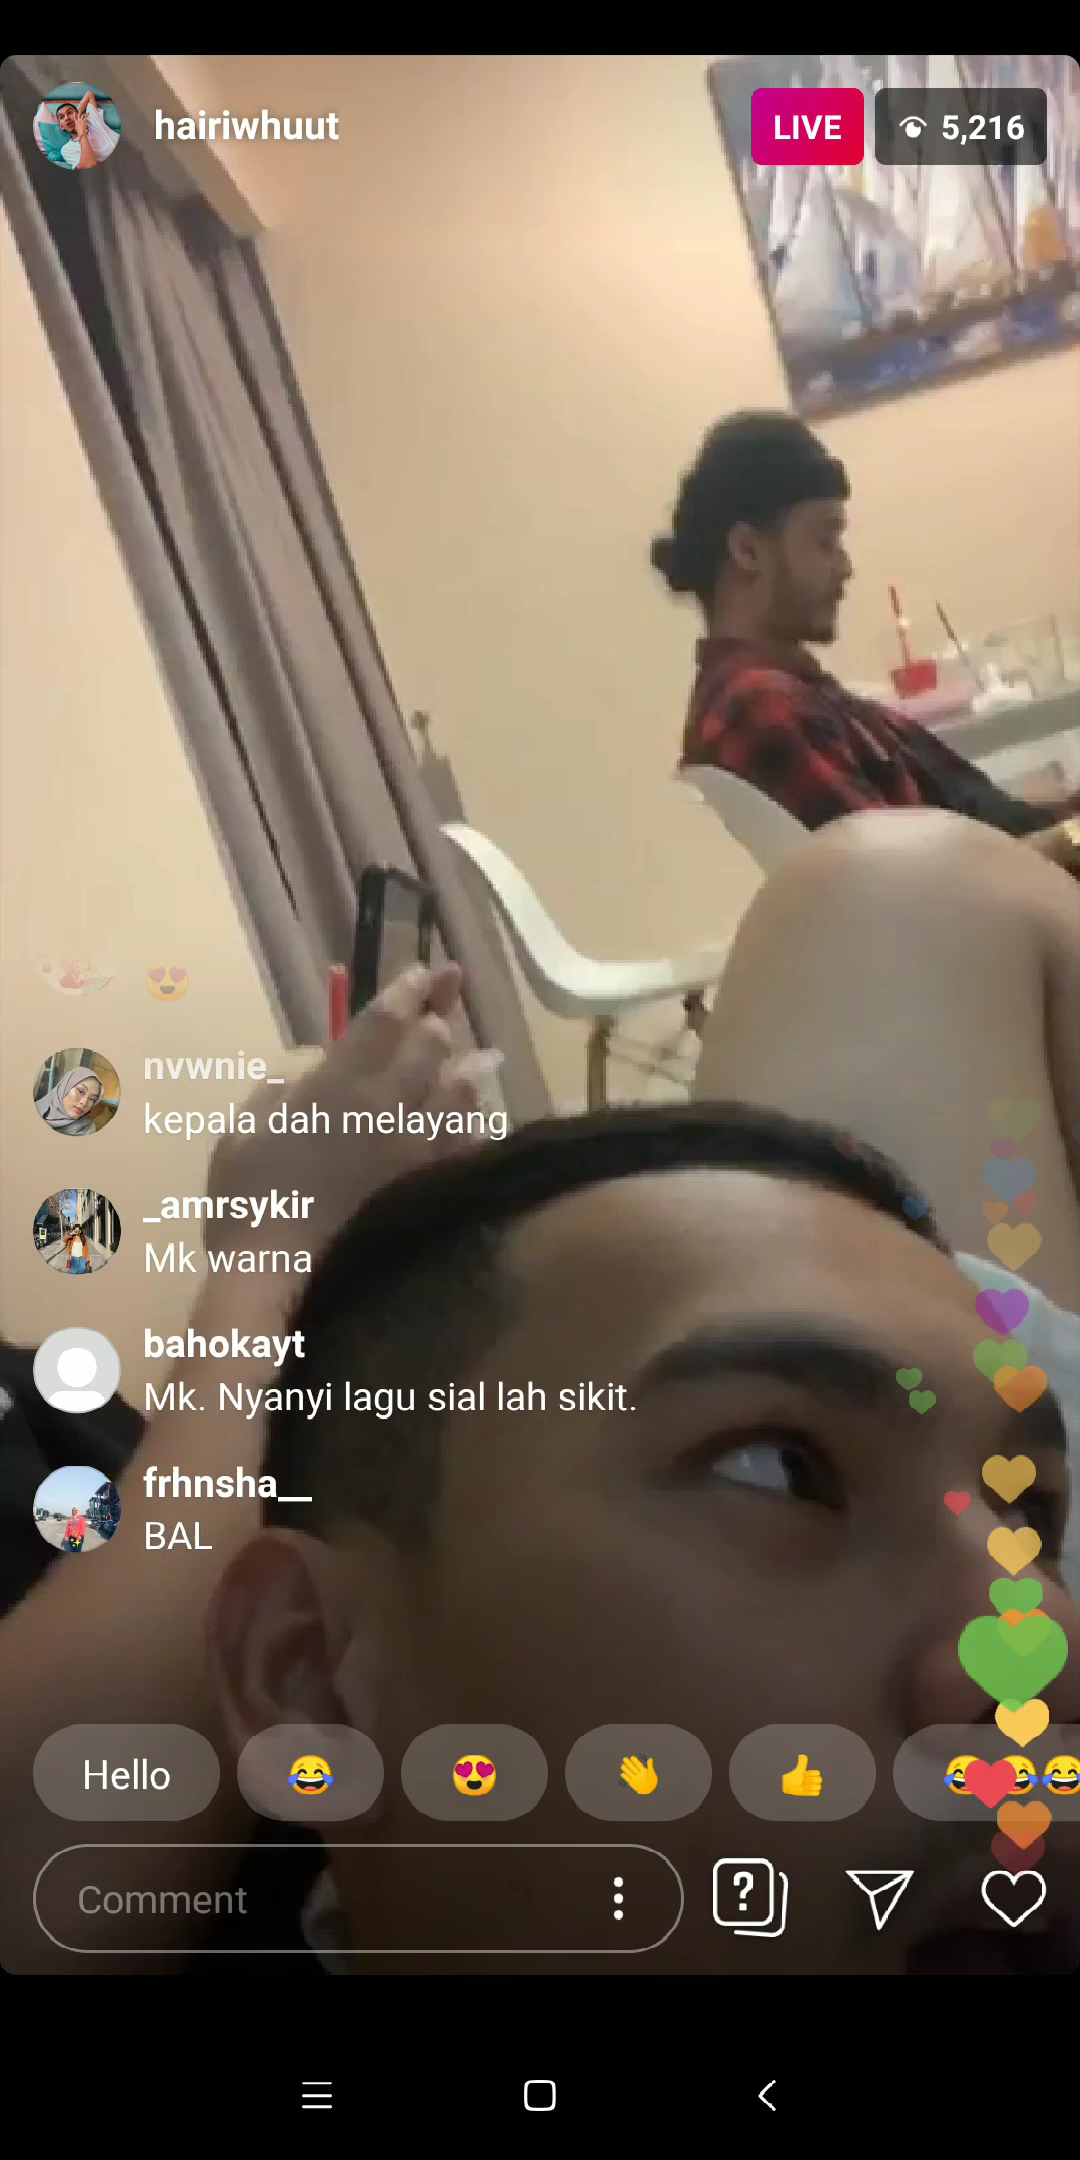 hairiwhuut
LIVE
5,216
😍
nvwnie_
kepala dah melayang
_amrsykir
Mk warna
bahokayt
Mk. Nyanyi lagu sial lah sikit.
frhnsha__
BAL
Hello 😂 😍 👋 👍 😂😂😂
Comment